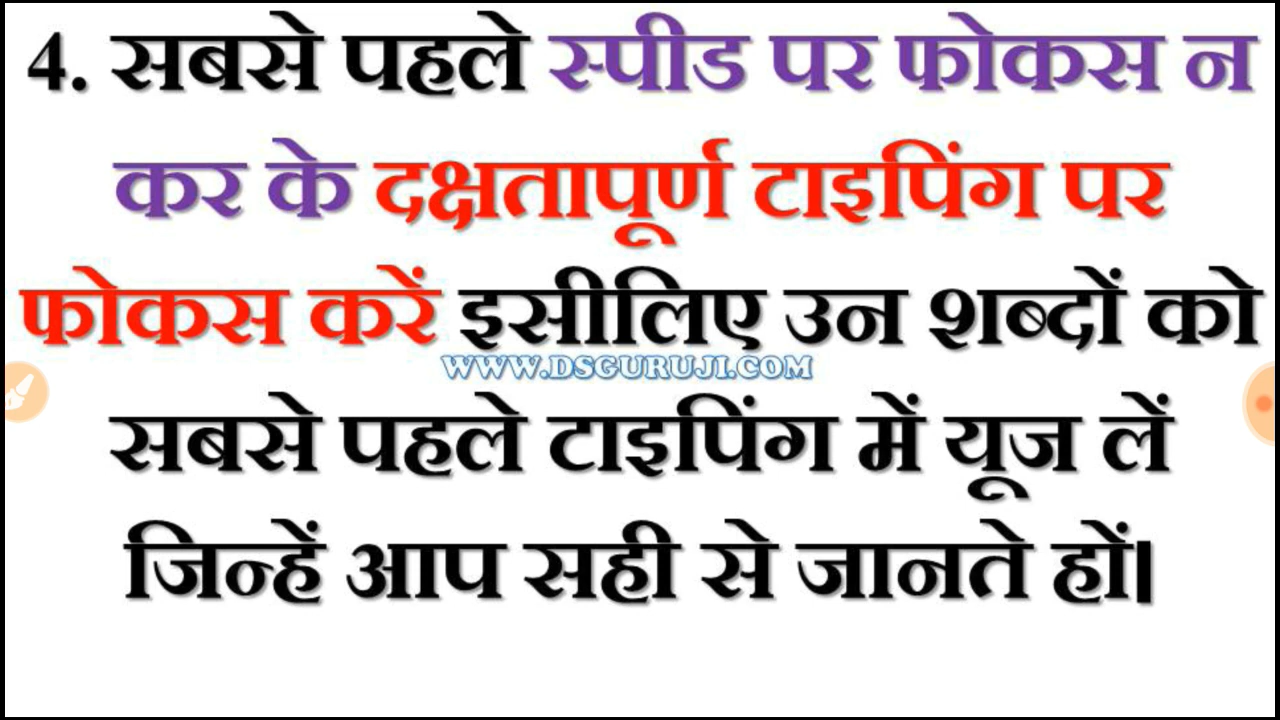 4. सबसे पहले स्पीड पर फोकस न
कर के दक्षतापूर्ण टाइपिंग पर
फोकस करें इसीलिए उन शब्दों को
WWW.DSGURUJI.COM
सबसे पहले टाइपिंग में यूज लें
जिन्हें आप सही से जानते हों।